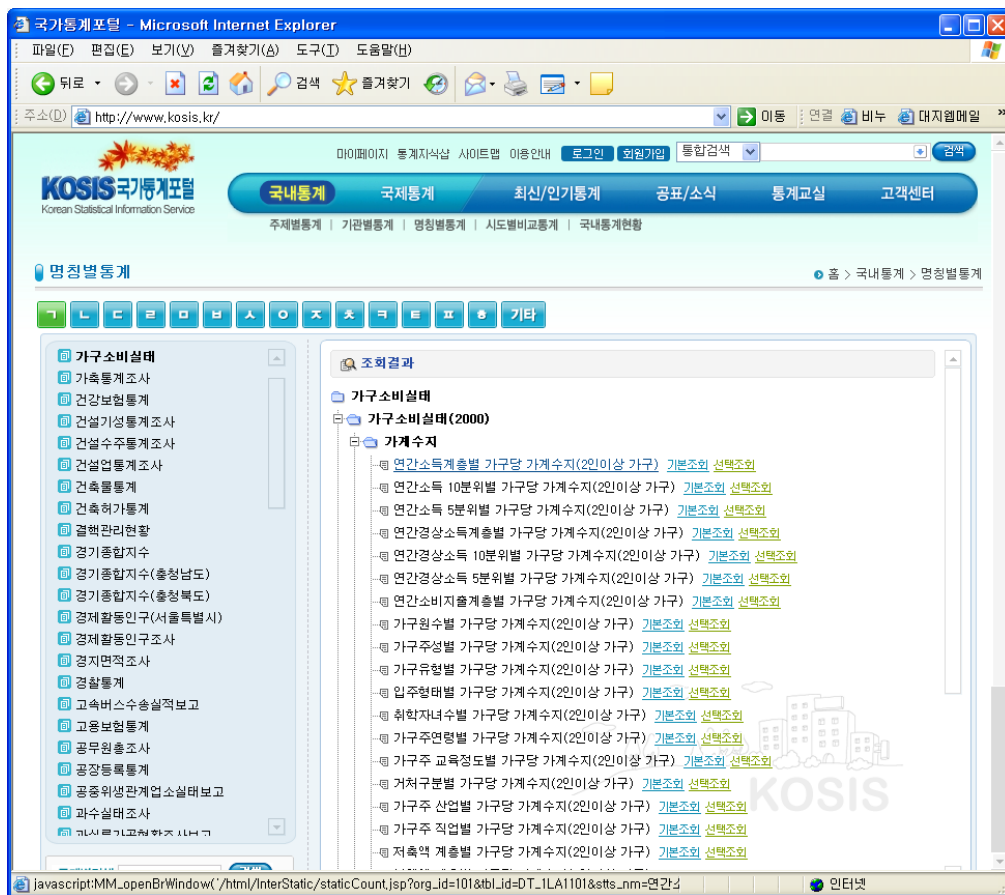 국가통계포털 - Microsoft Internet Explorer
파일(F) 편집(E) 보기(V) 즐겨찾기(A) 도구(T) 도움말(H)
뒤로 검색 즐겨찾기
주소(D) http://www.kosis.kr/ 이동 연결 비누 대지웹메일 »
마이페이지 통계지식샵 사이트맵 이용안내 로그인 회원가입 통합검색 검색
KOSIS 국가통계포털
Korean Statistical Information Service
국내통계 국제통계 최신/인기통계 공표/소식 통계교실 고객센터
주제별통계 | 기관별통계 | 명칭별통계 | 시도별비교통계 | 국내통계현황
명칭별통계
홈 > 국내통계 > 명칭별통계
ㄱ ㄴ ㄷ ㄹ ㅁ ㅂ ㅅ ㅇ ㅈ ㅊ ㅋ ㅌ ㅍ ㅎ 기타
가구소비실태
가축통계조사
건강보험통계
건설기성통계조사
건설수주통계조사
건설업통계조사
건축물통계
건축허가통계
결핵관리현황
경기종합지수
경기종합지수(충청남도)
경기종합지수(충청북도)
경제활동인구(서울특별시)
경제활동인구조사
경지면적조사
경찰통계
고속버스수송실적보고
고용보험통계
공무원총조사
공장등록통계
공중위생관계업소실태보고
과수실태조사
조회결과
가구소비실태
가구소비실태(2000)
가계수지
연간소득계층별 가구당 가계수지(2인이상 가구) 기본조회 선택조회
연간소득 10분위별 가구당 가계수지(2인이상 가구) 기본조회 선택조회
연간소득 5분위별 가구당 가계수지(2인이상 가구) 기본조회 선택조회
연간경상소득계층별 가구당 가계수지(2인이상 가구) 기본조회 선택조회
연간경상소득 10분위별 가구당 가계수지(2인이상 가구) 기본조회 선택조회
연간경상소득 5분위별 가구당 가계수지(2인이상 가구) 기본조회 선택조회
연간소비지출계층별 가구당 가계수지(2인이상 가구) 기본조회 선택조회
가구원수별 가구당 가계수지(2인이상 가구) 기본조회 선택조회
가구주성별 가구당 가계수지(2인이상 가구) 기본조회 선택조회
가구유형별 가구당 가계수지(2인이상 가구) 기본조회 선택조회
입주형태별 가구당 가계수지(2인이상 가구) 기본조회 선택조회
취학자녀수별 가구당 가계수지(2인이상 가구) 기본조회 선택조회
가구주연령별 가구당 가계수지(2인이상 가구) 기본조회 선택조회
가구주 교육정도별 가구당 가계수지(2인이상 가구) 기본조회 선택조회
거처구분별 가구당 가계수지(2인이상 가구) 기본조회 선택조회
가구주 산업별 가구당 가계수지(2인이상 가구) 기본조회 선택조회
가구주 직업별 가구당 가계수지(2인이상 가구) 기본조회 선택조회
저축액 계층별 가구당 가계수지(2인이상 가구) 기본조회 선택조회
KOSIS
javascript:MM_openBrWindow('/html/InterStatic/staticCount.jsp?org_id=101&tbl_id=DT_1LA1101&stts_nm=연간 인터넷